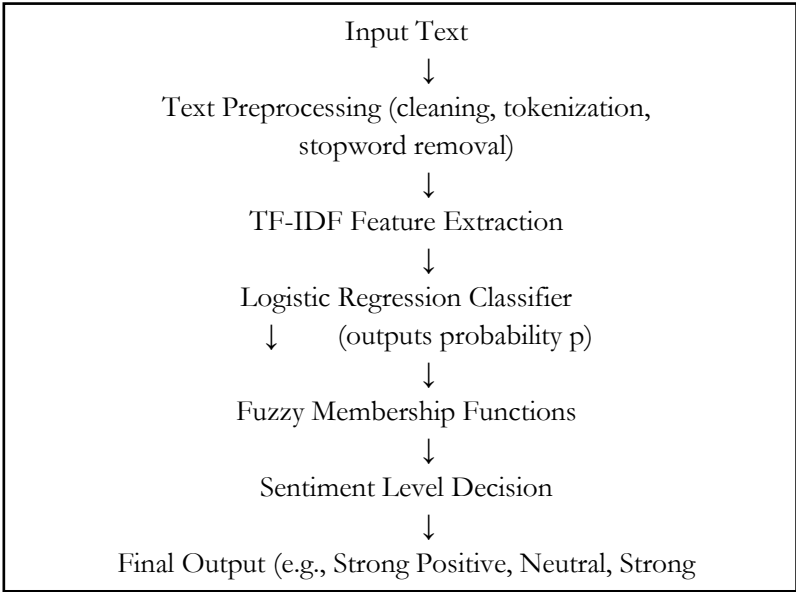 Input Text
↓
Text Preprocessing (cleaning, tokenization,
stopword removal)
↓
TF-IDF Feature Extraction
↓
Logistic Regression Classifier
↓ (outputs probability p)
↓
Fuzzy Membership Functions
↓
Sentiment Level Decision
↓
Final Output (e.g., Strong Positive, Neutral, Strong